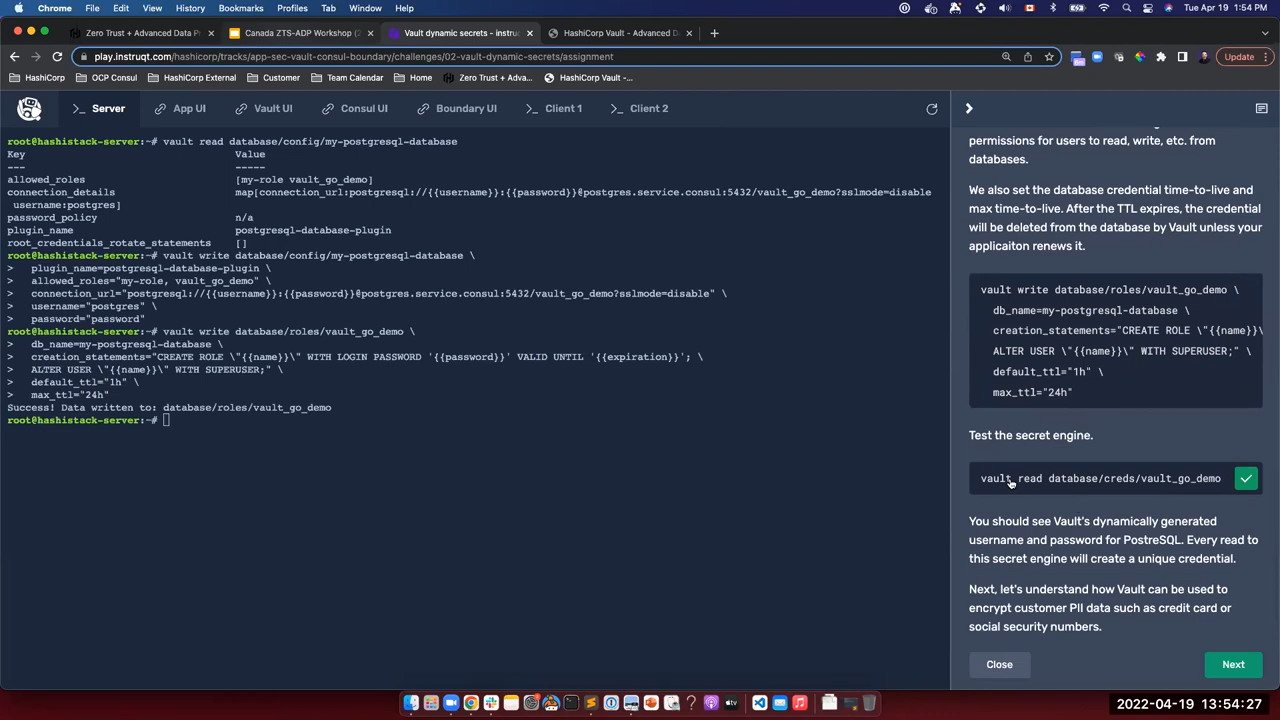 Chrome File Edit View History Bookmarks Profiles Tab Window Help
Tue Apr 19 1:54 PM
Zero Trust + Advanced Data P
Canada ZTS-ADP Workshop (
Vault dynamic secrets - instruc
HashiCorp Vault - Advanced D
play.instruqt.com/hashicorp/tracks/app-sec-vault-consul-boundary/challenges/02-vault-dynamic-secrets/assignment
Update
HashiCorp OCP Consul HashiCorp External Customer Team Calendar Home Zero Trust + Adva... HashiCorp Vault -...
>_ Server App UI Vault UI Consul UI Boundary UI >_ Client 1 >_ Client 2
root@hashistack-server:~# vault read database/config/my-postgresql-database
Key Value
--- -----
allowed_roles [my-role vault_go_demo]
connection_details map[connection_url:postgresql://{{username}}:{{password}}@postgres.service.consul:5432/vault_go_demo?sslmode=disable
username:postgres]
password_policy n/a
plugin_name postgresql-database-plugin
root_credentials_rotate_statements []
root@hashistack-server:~# vault write database/config/my-postgresql-database \
> plugin_name=postgresql-database-plugin \
> allowed_roles="my-role, vault_go_demo" \
> connection_url="postgresql://{{username}}:{{password}}@postgres.service.consul:5432/vault_go_demo?sslmode=disable" \
> username="postgres" \
> password="password"
root@hashistack-server:~# vault write database/roles/vault_go_demo \
> db_name=my-postgresql-database \
> creation_statements="CREATE ROLE \"{{name}}\" WITH LOGIN PASSWORD '{{password}}' VALID UNTIL '{{expiration}}'; \
> ALTER USER \"{{name}}\" WITH SUPERUSER;" \
> default_ttl="1h" \
> max_ttl="24h"
Success! Data written to: database/roles/vault_go_demo
root@hashistack-server:~#
permissions for users to read, write, etc. from
databases.
We also set the database credential time-to-live and
max time-to-live. After the TTL expires, the credential
will be deleted from the database by Vault unless your
applicaiton renews it.
vault write database/roles/vault_go_demo \
db_name=my-postgresql-database \
creation_statements="CREATE ROLE \"{{name}}\
ALTER USER \"{{name}}\" WITH SUPERUSER;" \
default_ttl="1h" \
max_ttl="24h"
Test the secret engine.
vault read database/creds/vault_go_demo
You should see Vault's dynamically generated
username and password for PostreSQL. Every read to
this secret engine will create a unique credential.
Next, let's understand how Vault can be used to
encrypt customer PII data such as credit card or
social security numbers.
Close
Next
2022-04-19 13:54:27